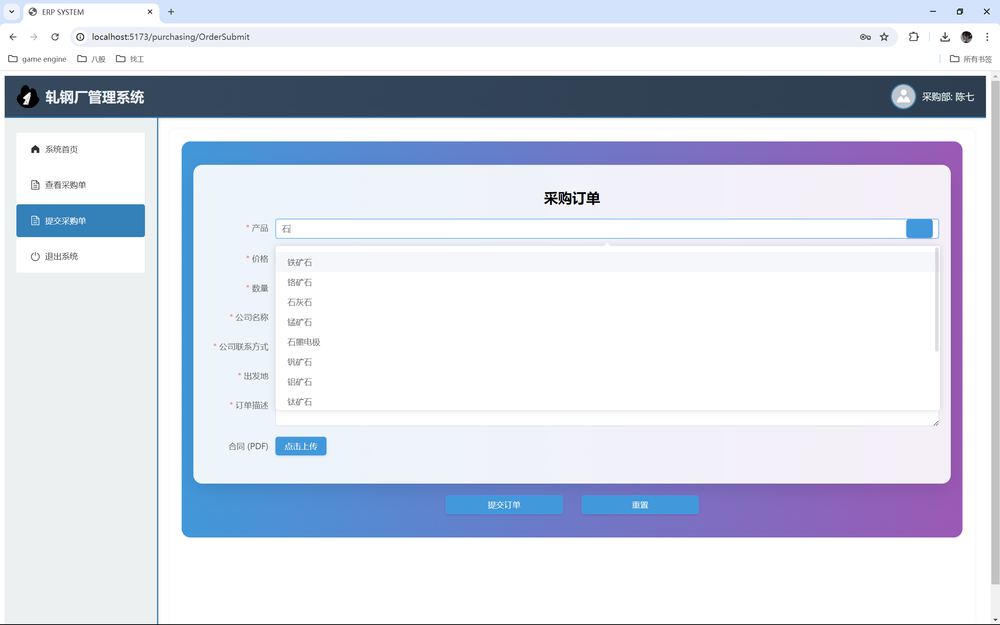 ERP SYSTEM
localhost:5173/purchasing/OrderSubmit
game engine 八股 找工 所有书签
轧钢厂管理系统 采购部: 陈七
系统首页
查看采购单
提交采购单
退出系统
采购订单
* 产品 石
* 价格
* 数量
* 公司名称
* 公司联系方式
* 出发地
* 订单描述
铁矿石
铬矿石
石灰石
锰矿石
石墨电极
钒矿石
铝矿石
钛矿石
合同 (PDF) 点击上传
提交订单 重置